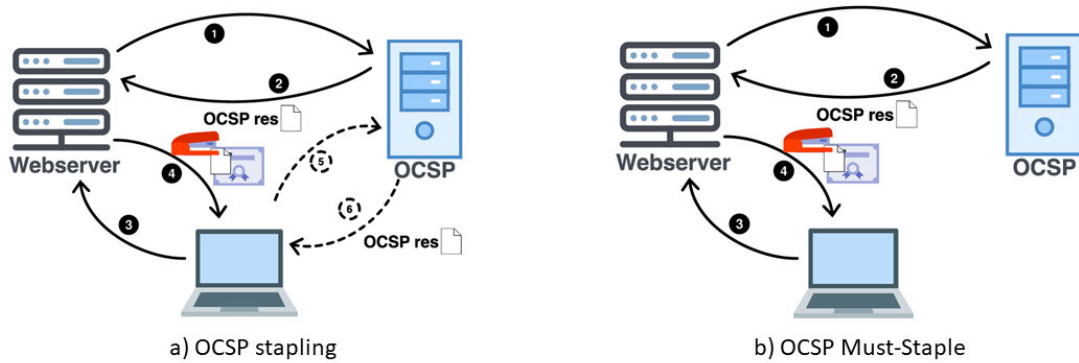 1
2
OCSP res
Webserver
OCSP
4
5
6
3
OCSP res
a) OCSP stapling
1
2
OCSP res
Webserver
OCSP
4
3
b) OCSP Must-Staple